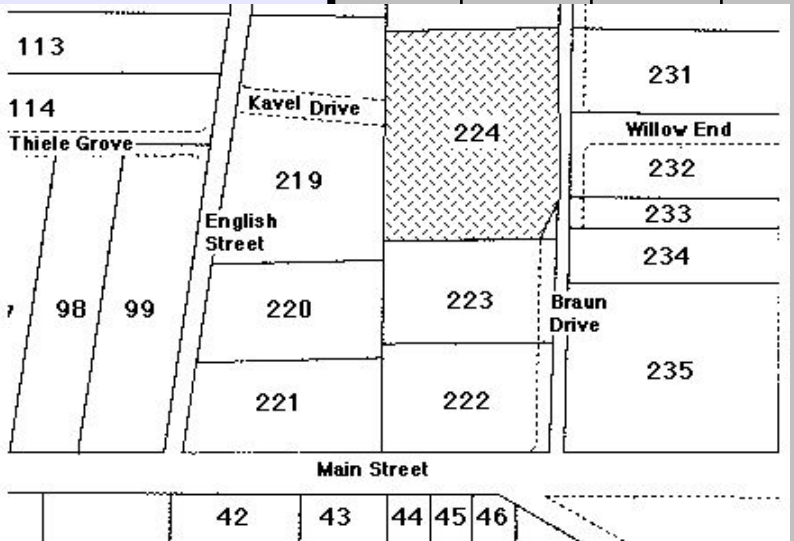 113
231
114
Kavel Drive
224
Willow End
Thiele Grove
232
219
233
English
Street
234
98
99
220
223
Braun
Drive
235
221
222
Main Street
42
43
44
45
46